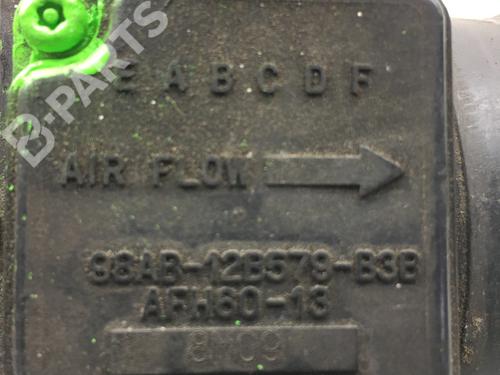 B-PARTS
E A B C D F
AIR FLOW
98AB-12B579-B3B
AFH60-13